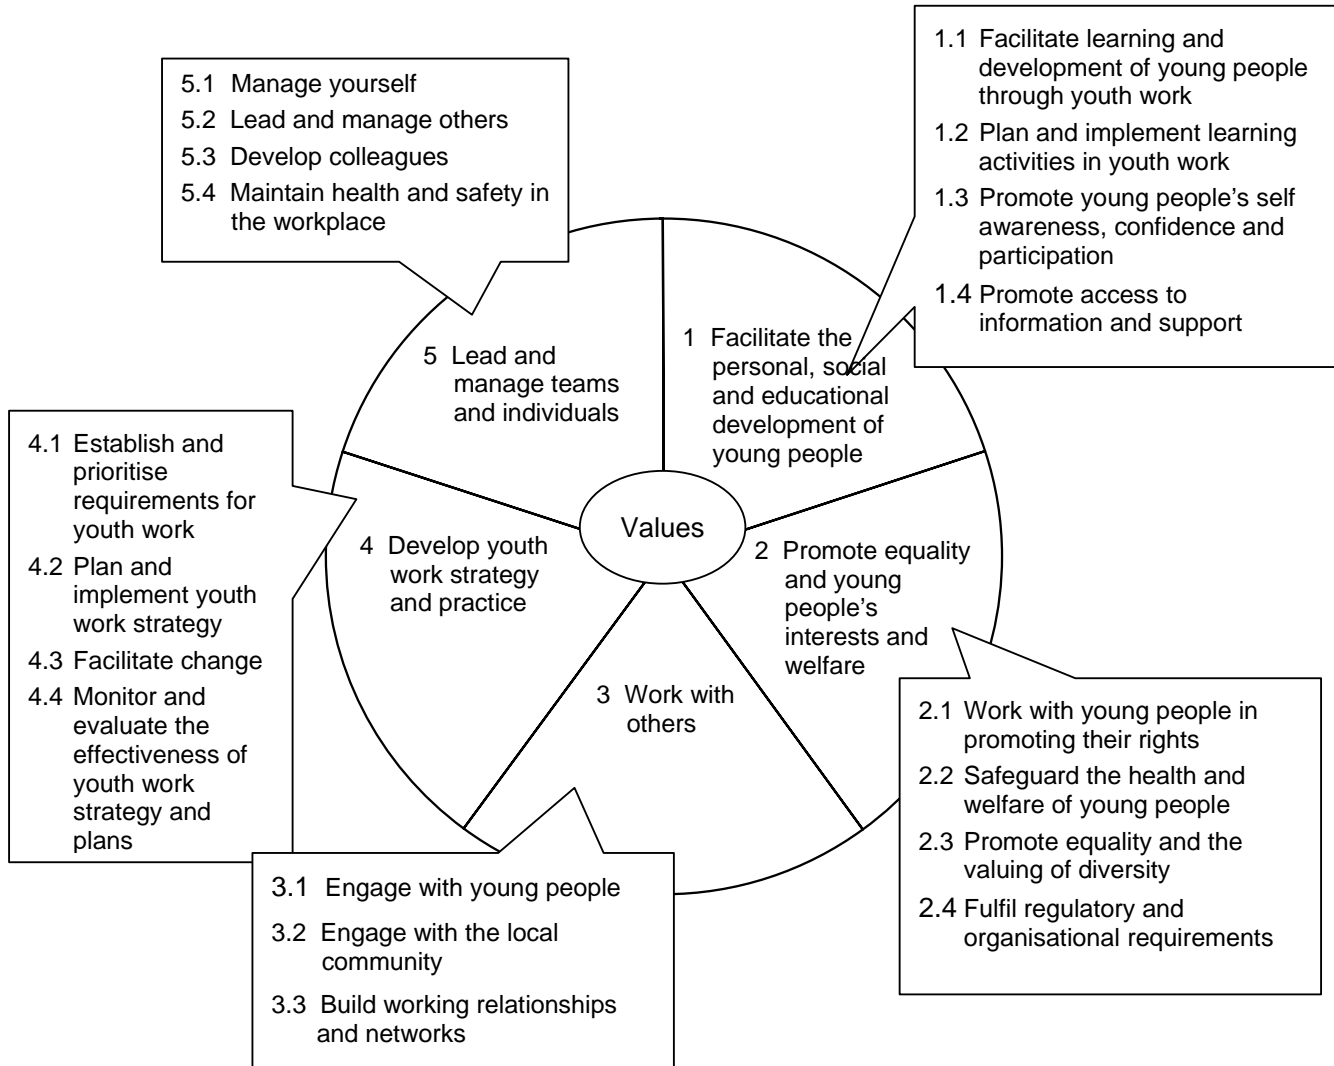 1.1 Facilitate learning and
development of young people
through youth work
1.2 Plan and implement learning
activities in youth work
1.3 Promote young people’s self
awareness, confidence and
participation
1.4 Promote access to
information and support
5.1 Manage yourself
5.2 Lead and manage others
5.3 Develop colleagues
5.4 Maintain health and safety in
the workplace
1 Facilitate the
personal, social
and educational
development of
young people
5 Lead and
manage teams
and individuals
4.1 Establish and
prioritise
requirements for
youth work
4.2 Plan and
implement youth
work strategy
4.3 Facilitate change
4.4 Monitor and
evaluate the
effectiveness of
youth work
strategy and
plans
Values
4 Develop youth
work strategy
and practice
2 Promote equality
and young
people’s
interests and
welfare
3 Work with
others
2.1 Work with young people in
promoting their rights
2.2 Safeguard the health and
welfare of young people
2.3 Promote equality and the
valuing of diversity
2.4 Fulfil regulatory and
organisational requirements
3.1 Engage with young people
3.2 Engage with the local
community
3.3 Build working relationships
and networks